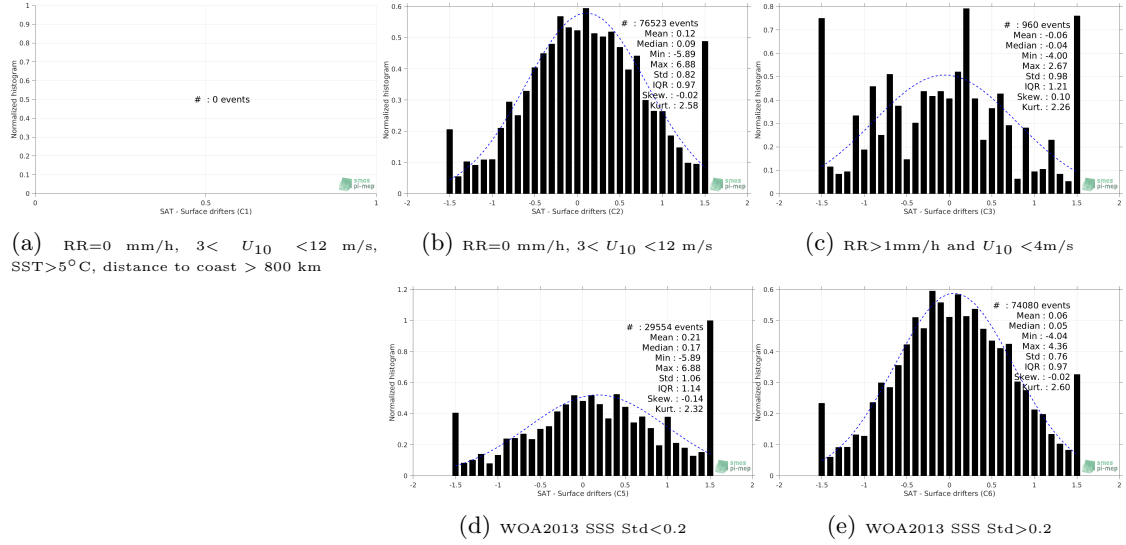 1
0.9
0.8
0.7
0.6
0.5
0.4
0.3
0.2
0.1
0
Normalized histogram
# : 0 events
0 0.5 1
SAT - Surface drifters (C1)
smos
pi-mep
(a) RR=0 mm/h, 3< U10 <12 m/s,
SST>5°C, distance to coast > 800 km
0.6
0.5
0.4
0.3
0.2
0.1
0
Normalized histogram
# : 76523 events
Mean : 0.12
Median : 0.09
Min : -5.89
Max : 6.88
Std : 0.82
IQR : 0.97
Skew. : -0.02
Kurt. : 2.58
-2 -1.5 -1 -0.5 0 0.5 1 1.5 2
SAT - Surface drifters (C2)
smos
pi-mep
(b) RR=0 mm/h, 3< U10 <12 m/s
0.8
0.7
0.6
0.5
0.4
0.3
0.2
0.1
0
Normalized histogram
# : 960 events
Mean : -0.06
Median : -0.04
Min : -4.00
Max : 2.67
Std : 0.98
IQR : 1.21
Skew. : 0.10
Kurt. : 2.26
-2 -1.5 -1 -0.5 0 0.5 1 1.5 2
SAT - Surface drifters (C3)
smos
pi-mep
(c) RR>1mm/h and U10 <4m/s
1.2
1
0.8
0.6
0.4
0.2
0
Normalized histogram
# : 29554 events
Mean : 0.21
Median : 0.17
Min : -5.89
Max : 6.88
Std : 1.06
IQR : 1.14
Skew. : -0.14
Kurt. : 2.32
-2 -1.5 -1 -0.5 0 0.5 1 1.5 2
SAT - Surface drifters (C5)
smos
pi-mep
(d) WOA2013 SSS Std<0.2
0.6
0.5
0.4
0.3
0.2
0.1
0
Normalized histogram
# : 74080 events
Mean : 0.06
Median : 0.05
Min : -4.04
Max : 4.36
Std : 0.76
IQR : 0.97
Skew. : -0.02
Kurt. : 2.60
-2 -1.5 -1 -0.5 0 0.5 1 1.5 2
SAT - Surface drifters (C6)
smos
pi-mep
(e) WOA2013 SSS Std>0.2